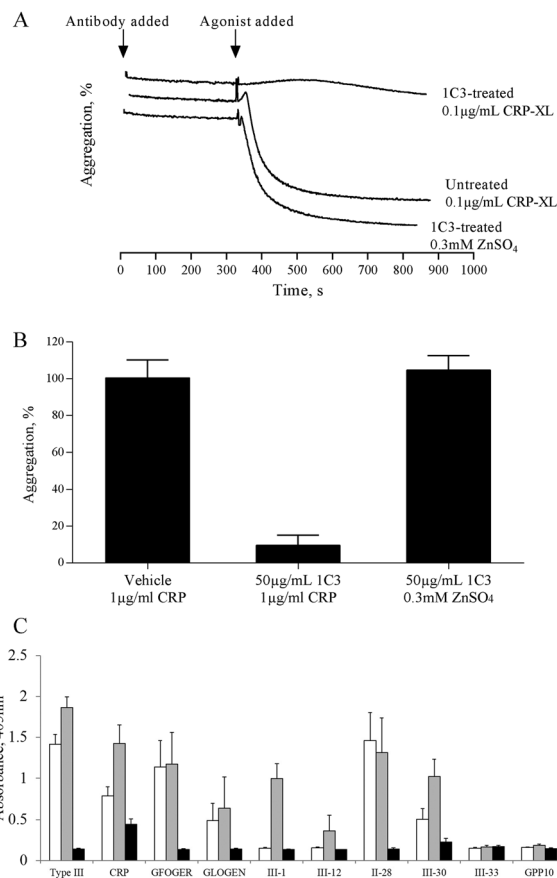 A
Antibody added
Agonist added
Aggregation, %
1C3-treated
0.1µg/mL CRP-XL
Untreated
0.1µg/mL CRP-XL
1C3-treated
0.3mM ZnSO4
0 100 200 300 400 500 600 700 800 900 1000
Time, s
B
Aggregation, %
120
100
80
60
40
20
0
Vehicle
1µg/ml CRP
50µg/mL 1C3
1µg/ml CRP
50µg/mL 1C3
0.3mM ZnSO4
C
2.5
2
1.5
1
0.5
0
Type III CRP GFOGER GLOGEN III-1 III-12 II-28 III-30 III-33 GPP10